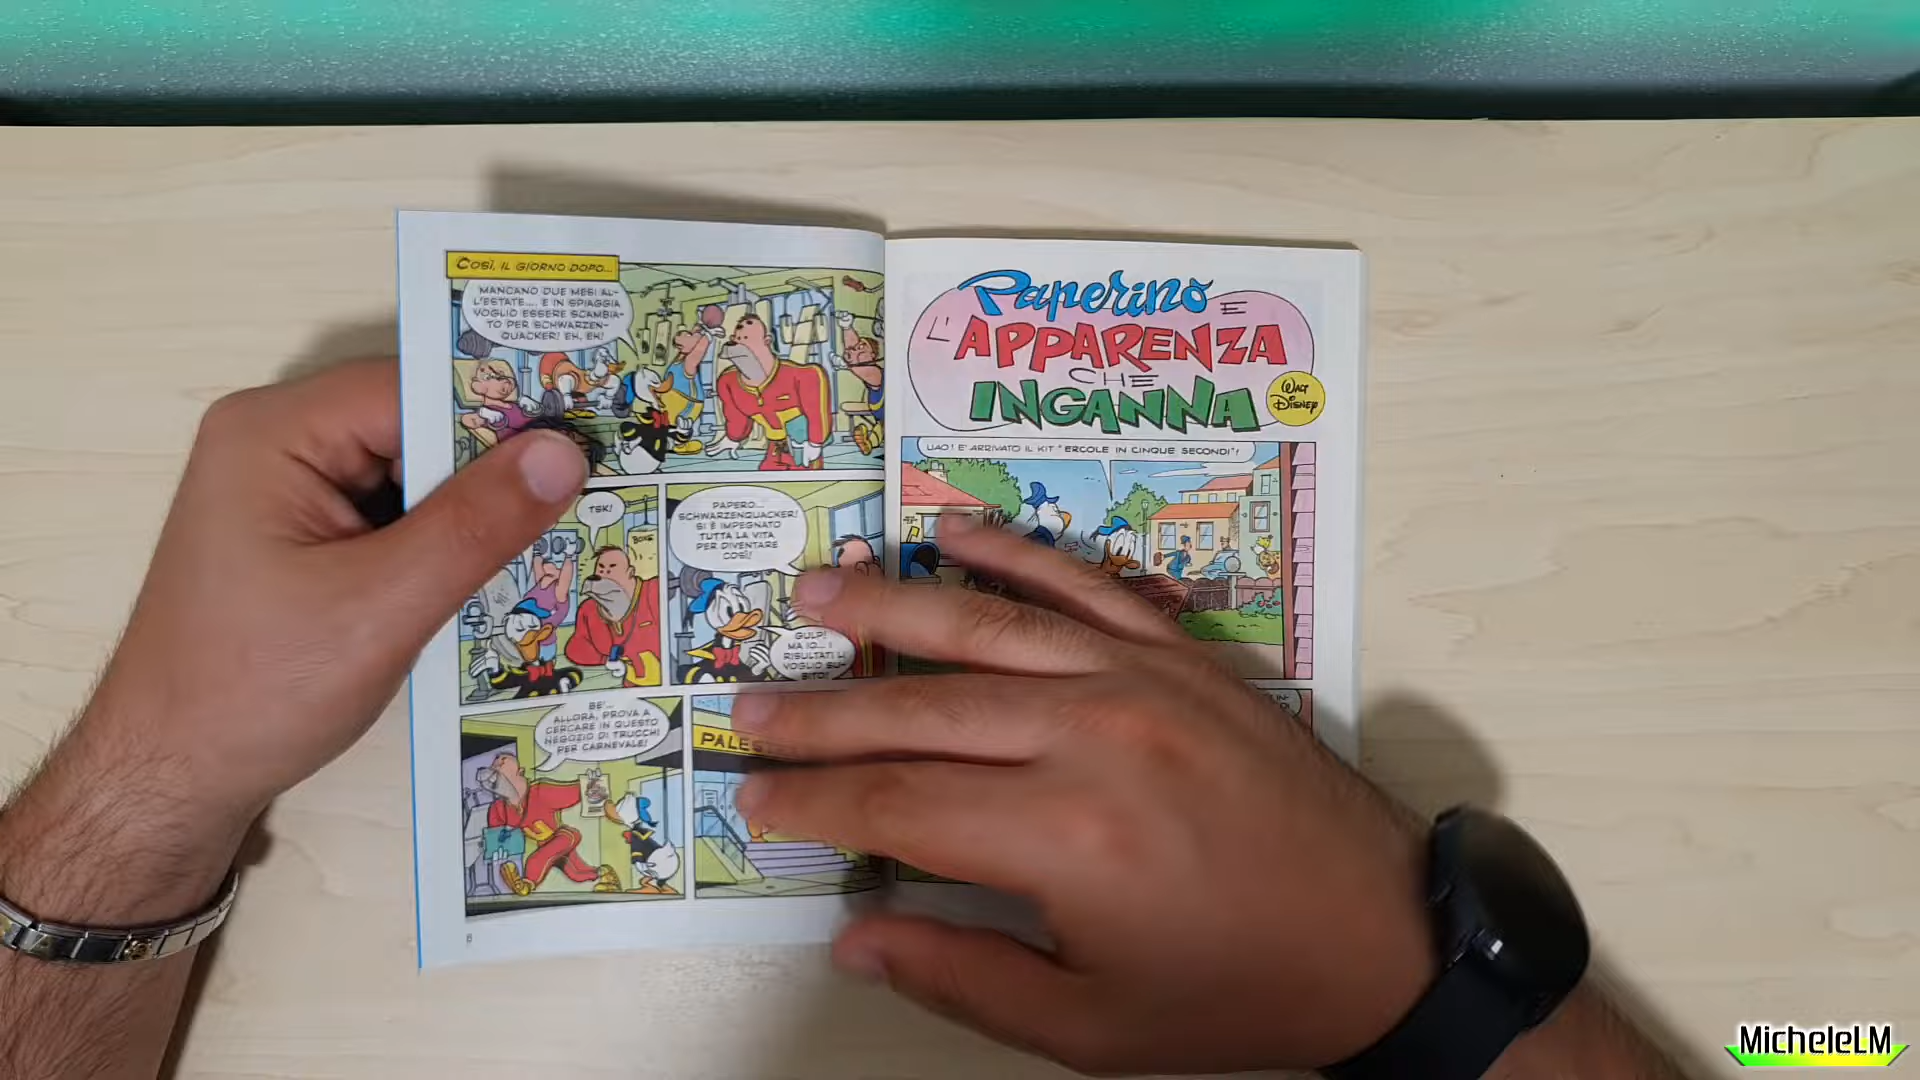 COSÌ, IL GIORNO DOPO...
MANCANO DUE MESI AL-
L'ESTATE.... E IN SPIAGGIA
VOGLIO ESSERE SCAMBIA-
TO PER SCHWARZEN-
QUACKER! EH, EH!
TSK!
BOXE
PAPERO...
SCHWARZENQUACKER!
SI È IMPEGNATO
TUTTA LA VITA
PER DIVENTARE
COSÌ!
GULP!
MA IO... I
RISULTATI LI
VOGLIO SU-
BITO!
BE'...
ALLORA, PROVA A
CERCARE IN QUESTO
NEGOZIO DI TRUCCHI
PER CARNEVALE!
6
Paperino E
L'APPARENZA
CHE
INGANNA
WALT
DISNEY
UAO! E' ARRIVATO IL KIT "ERCOLE IN CINQUE SECONDI"!
MicheleLM